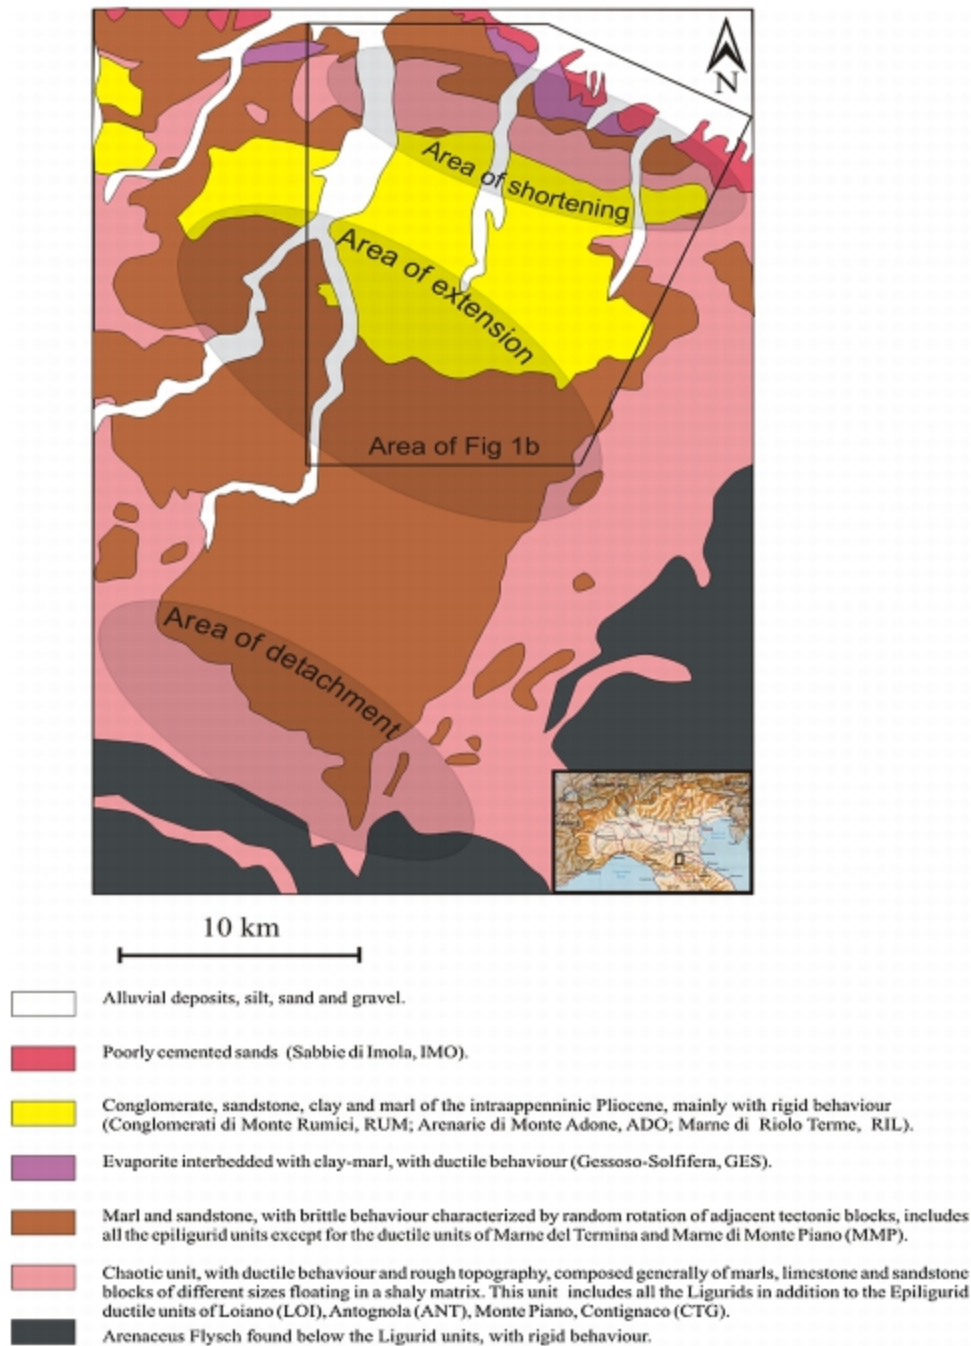 N
Area of shortening
Area of extension
Area of Fig 1b
Area of detachment
10 km
Alluvial deposits, silt, sand and gravel.
Poorly cemented sands (Sabbie di Imola, IMO).
Conglomerate, sandstone, clay and marl of the intraappenninic Pliocene, mainly with rigid behaviour
(Conglomerati di Monte Rumici, RUM; Arenarie di Monte Adone, ADO; Marne di Riolo Terme, RIL).
Evaporite interbedded with clay-marl, with ductile behaviour (Gessoso-Solfifera, GES).
Marl and sandstone, with brittle behaviour characterized by random rotation of adjacent tectonic blocks, includes
all the epiligurid units except for the ductile units of Marne del Termina and Marne di Monte Piano (MMP).
Chaotic unit, with ductile behaviour and rough topography, composed generally of marls, limestone and sandstone
blocks of different sizes floating in a shaly matrix. This unit includes all the Ligurids in addition to the Epiligurid
ductile units of Loiano (LOI), Antognola (ANT), Monte Piano, Contignaco (CTG).
Arenaceus Flysch found below the Ligurid units, with rigid behaviour.